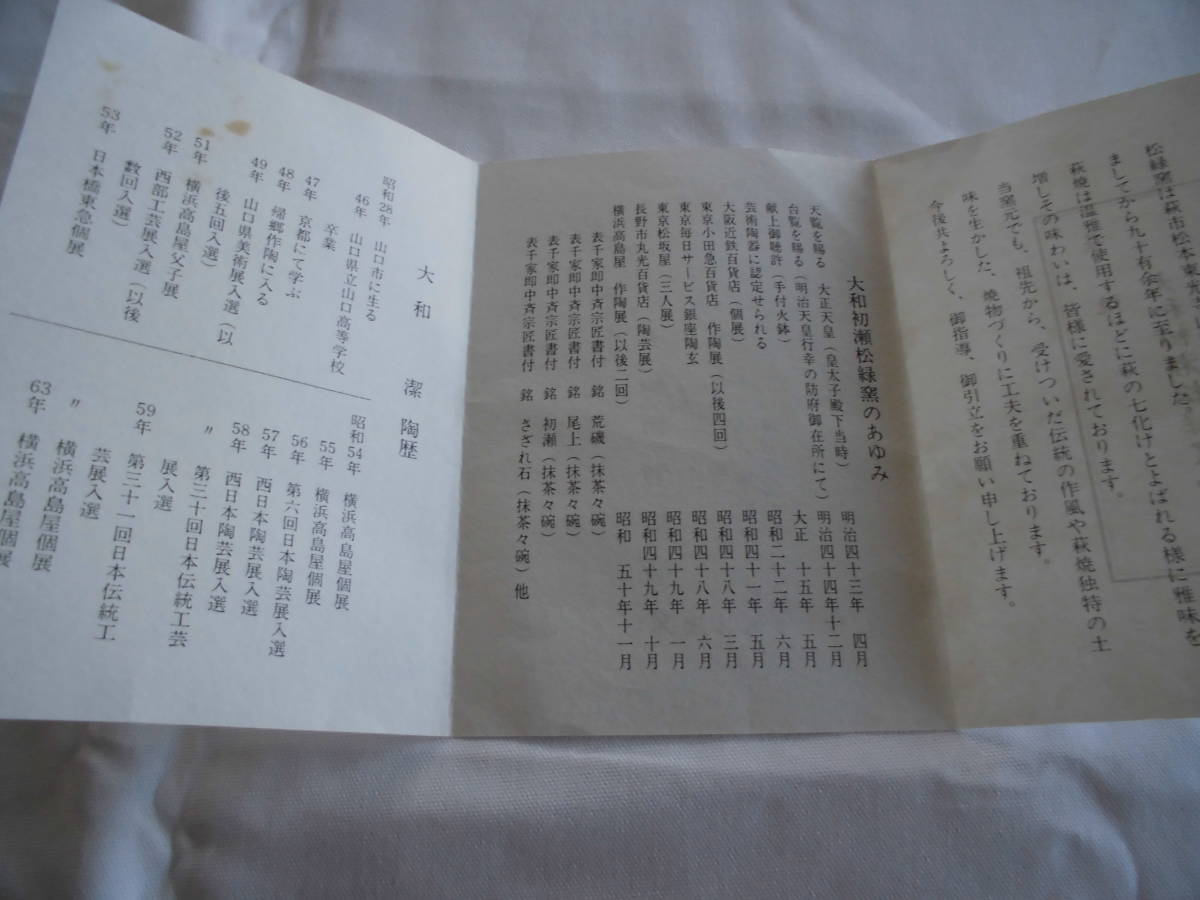 松緑窯は萩市松本東光
ましてから九十有余年に至りました。
萩焼は温雅で使用するほどに萩の七化けとよばれる様に雅味を
増しその味わいは、皆様に愛されております。
当窯元でも、祖先から、受けついだ伝統の作風や萩焼独特の土
味を生かした、焼物づくりに工夫を重ねております。
今後共よろしく、御指導、御引立をお願い申し上げます。
大和初瀬松緑窯のあゆみ
天覧を賜る　大正天皇（皇太子殿下当時）　明治四十三年　四月
台覧を賜る（明治天皇行幸の防府御在所にて）　明治四十四年十二月
献上御聴許（手付火鉢）　大正　十五年　五月
芸術陶器に認定せられる　昭和二十二年　六月
大阪近鉄百貨店（個展）　昭和四十一年　五月
東京小田急百貨店　作陶展（以後四回）　昭和四十八年　三月
東京毎日サービス銀座陶玄　昭和四十八年　六月
東京松坂屋（三人展）　昭和四十九年　一月
長野市丸光百貨店（陶芸展）　昭和四十九年　十月
横浜高島屋　作陶展（以後二回）　昭和　五十年十一月
表千家即中斉宗匠書付　銘　荒磯（抹茶々碗）
表千家即中斉宗匠書付　銘　尾上（抹茶々碗）
表千家即中斉宗匠書付　銘　初瀬（抹茶々碗）
表千家即中斉宗匠書付　銘　さざれ石（抹茶々碗）他
大和　潔　陶歴
昭和28年　山口市に生る
46年　山口県立山口高等学校
卒業
47年　京都にて学ぶ
48年　帰郷作陶に入る
49年　山口県美術展入選（以
後五回入選）
51年　横浜高島屋父子展
52年　西部工芸展入選（以後
数回入選）
53年　日本橋東急個展
昭和54年　横浜高島屋個展
55年　横浜高島屋個展
56年　第六回日本陶芸展入選
57年　西日本陶芸展入選
58年　西日本陶芸展入選
〃　第三十回日本伝統工芸
展入選
59年　第三十一回日本伝統工
芸展入選
〃　横浜高島屋個展
63年　横浜高島屋個展